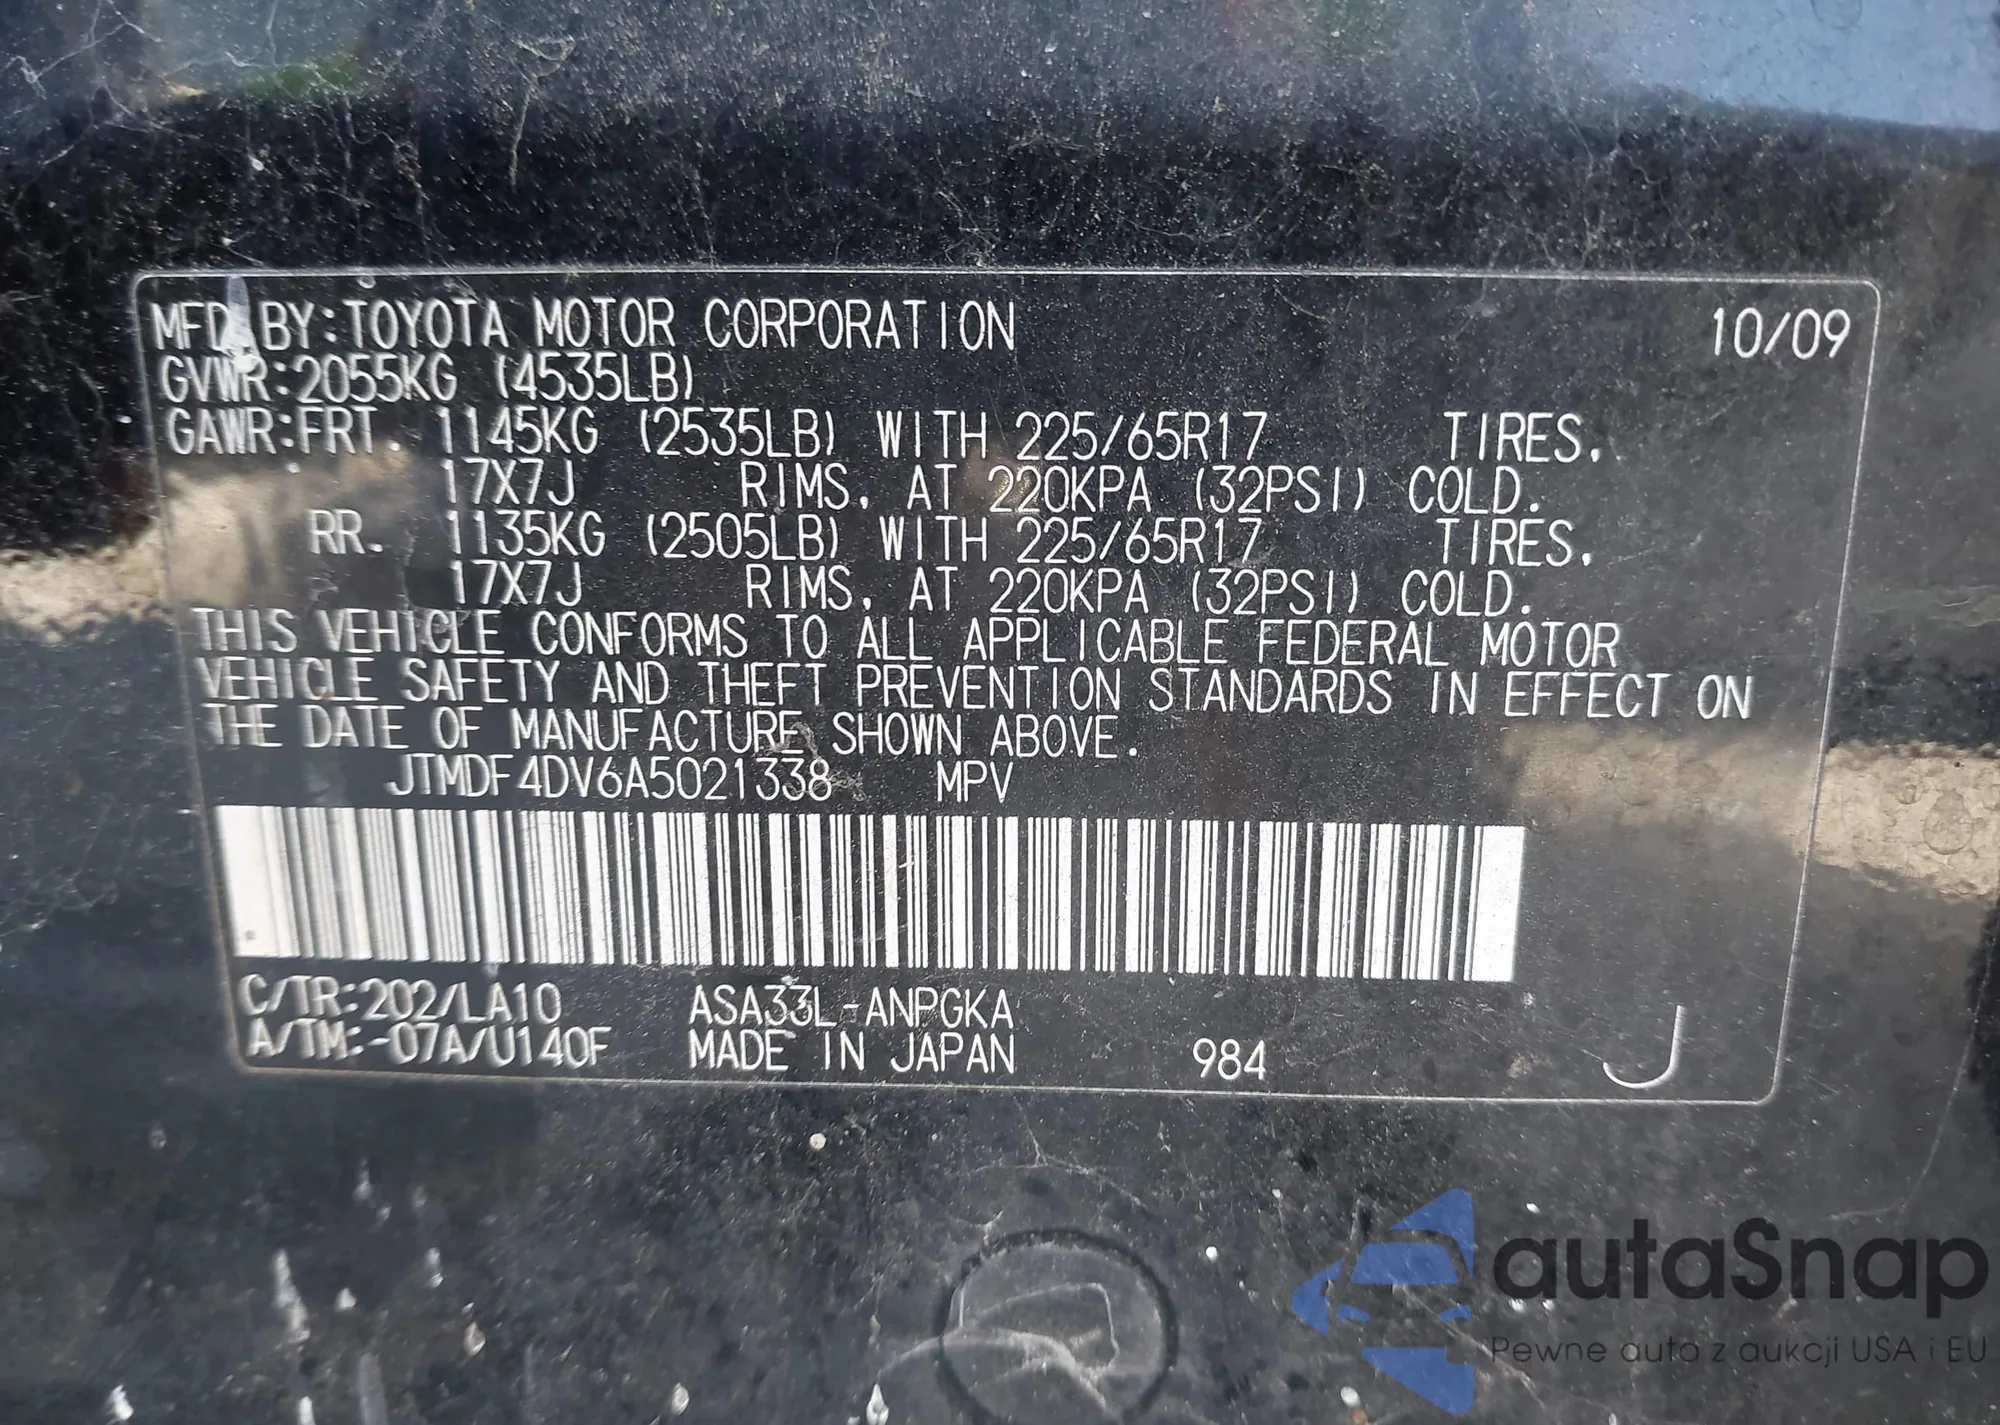 MFD. BY:TOYOTA MOTOR CORPORATION 10/09
GVWR:2055KG (4535LB)
GAWR:FRT. 1145KG (2535LB) WITH 225/65R17 TIRES,
17X7J RIMS, AT 220KPA (32PSI) COLD.
RR. 1135KG (2505LB) WITH 225/65R17 TIRES,
17X7J RIMS, AT 220KPA (32PSI) COLD.
THIS VEHICLE CONFORMS TO ALL APPLICABLE FEDERAL MOTOR
VEHICLE SAFETY AND THEFT PREVENTION STANDARDS IN EFFECT ON
THE DATE OF MANUFACTURE SHOWN ABOVE.
JTMDF4DV6A5021338 MPV
C/TR:202/LA10 ASA33L-ANPGKA
A/TM:-07A/U140F MADE IN JAPAN 984 J
autaSnap
Pewne auta z aukcji USA i EU